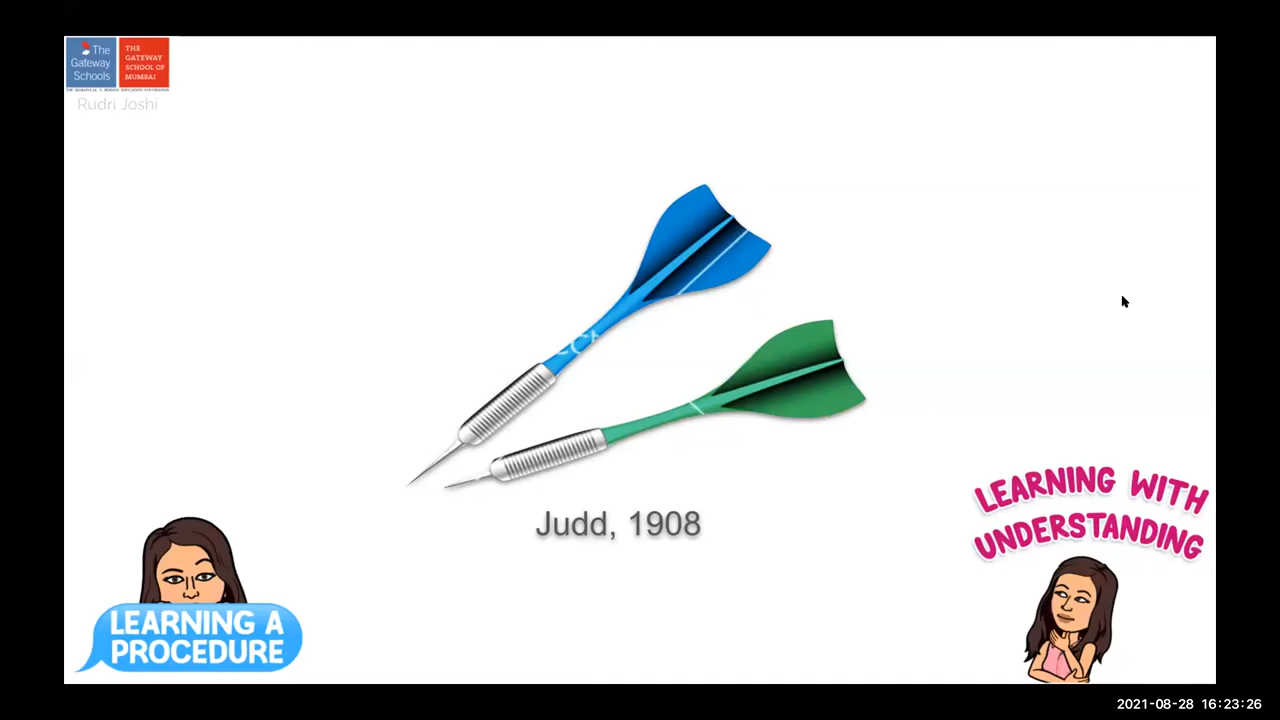 The
Gateway
Schools
THE
GATEWAY
SCHOOL OF
MUMBAI
Rudri Joshi
Judd, 1908
LEARNING WITH
UNDERSTANDING
LEARNING A
PROCEDURE
2021-08-28 16:23:26